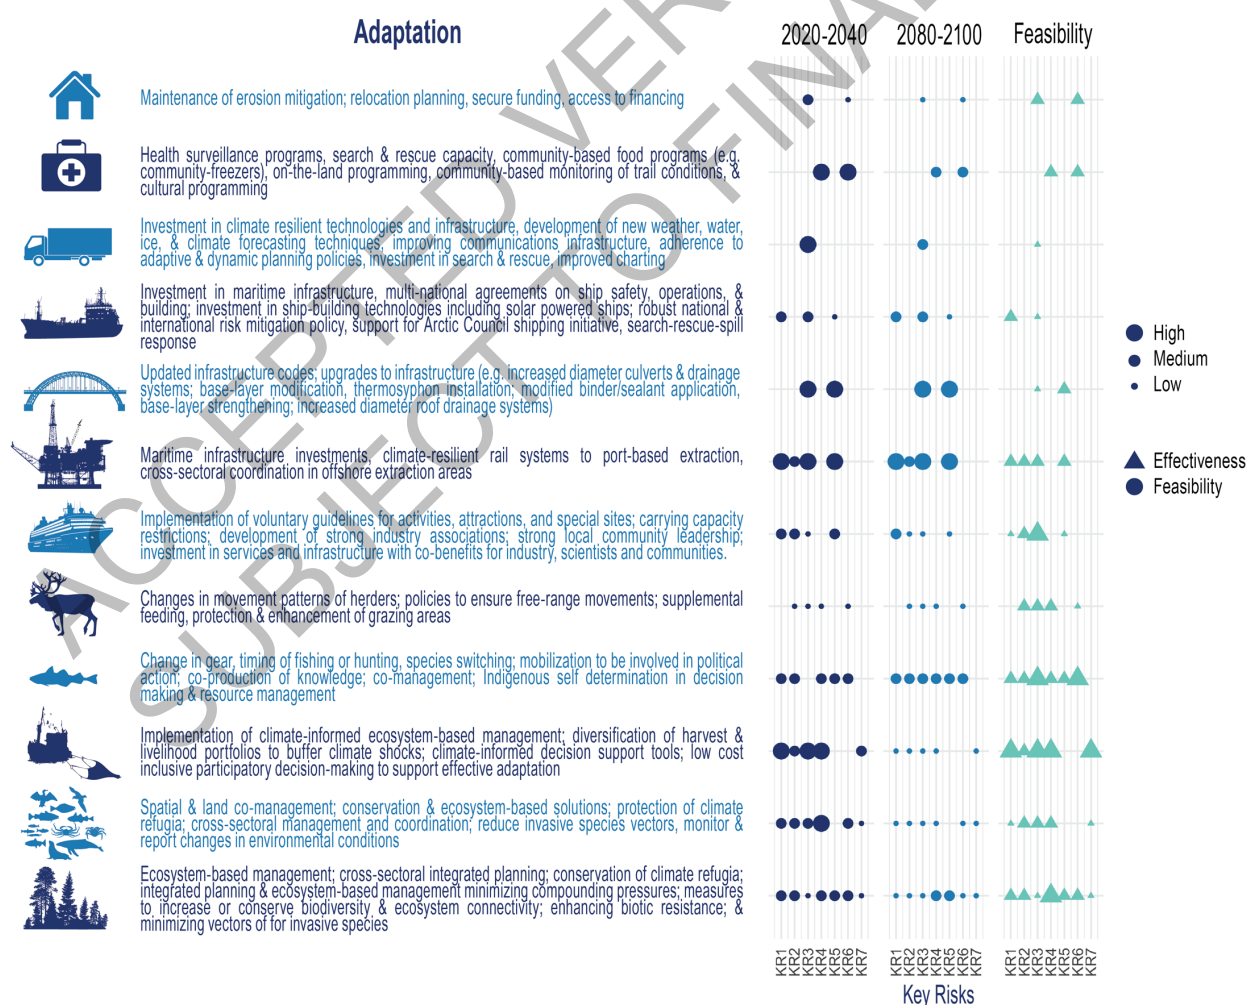 Adaptation
2020-2040
2080-2100
Feasibility
Maintenance of erosion mitigation; relocation planning, secure funding, access to financing
Health surveillance programs, search & rescue capacity, community-based food programs (e.g.
community-freezers), on-the-land programming, community-based monitoring of trail conditions, &
cultural programming
Investment in climate resilient technologies and infrastructure, development of new weather, water,
ice, & climate forecasting techniques, improving communications infrastructure, adherence to
adaptive & dynamic planning policies, investment in search & rescue, improved charting
Investment in maritime infrastructure, multi-national agreements on ship safety, operations, &
building; investment in ship-building technologies including solar powered ships; robust national &
international risk mitigation policy, support for Arctic Council shipping initiative, search-rescue-spill
response
Updated infrastructure codes; upgrades to infrastructure (e.g. increased diameter culverts & drainage
systems; base-layer modification, thermosyphon installation, modified binder/sealant application,
base-layer strengthening; increased diameter roof drainage systems)
Maritime infrastructure investments, climate-resilient rail systems to port-based extraction,
cross-sectoral coordination in offshore extraction areas
Implementation of voluntary guidelines for activities, attractions, and special sites; carrying capacity
restrictions; development of strong industry associations; strong local community leadership;
investment in services and infrastructure with co-benefits for industry, scientists and communities.
Changes in movement patterns of herders; policies to ensure free-range movements; supplemental
feeding, protection & enhancement of grazing areas
Change in gear, timing of fishing or hunting, species switching; mobilization to be involved in political
action; co-production of knowledge; co-management; Indigenous self determination in decision
making & resource management
Implementation of climate-informed ecosystem-based management; diversification of harvest &
livelihood portfolios to buffer climate shocks; climate-informed decision support tools; low cost
inclusive participatory decision-making to support effective adaptation
Spatial & land co-management; conservation & ecosystem-based solutions; protection of climate
refugia; cross-sectoral management and coordination; reduce invasive species vectors, monitor &
report changes in environmental conditions
Ecosystem-based management; cross-sectoral integrated planning; conservation of climate refugia;
integrated planning & ecosystem-based management minimizing compounding pressures; measures
to increase or conserve biodiversity & ecosystem connectivity; enhancing biotic resistance; &
minimizing vectors of for invasive species
High
Medium
Low
Effectiveness
Feasibility
KR1
KR2
KR3
KR4
KR5
KR6
KR7
KR1
KR2
KR3
KR4
KR5
KR6
KR7
KR1
KR2
KR3
KR4
KR5
KR6
KR7
Key Risks
ACCEPTED VER
SUBJECT TO FINAL